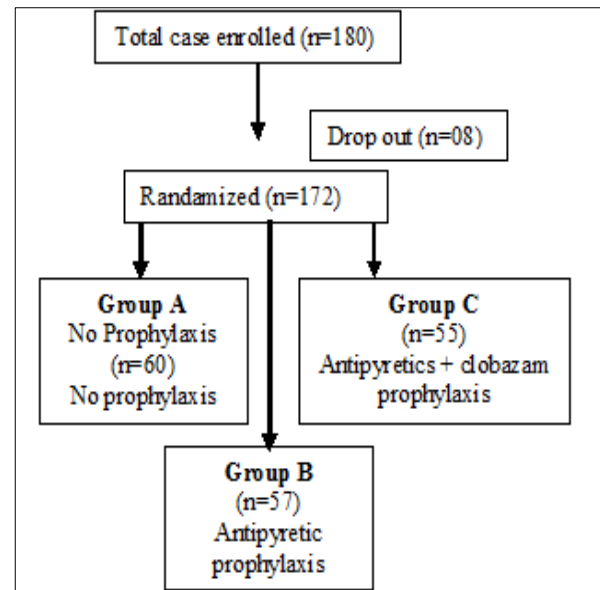 Total case enrolled (n=180)
Drop out (n=08)
Randamized (n=172)
Group A
No Prophylaxis
(n=60)
No prophylaxis
Group C
(n=55)
Antipyretics + clobazam
prophylaxis
Group B
(n=57)
Antipyretic
prophylaxis